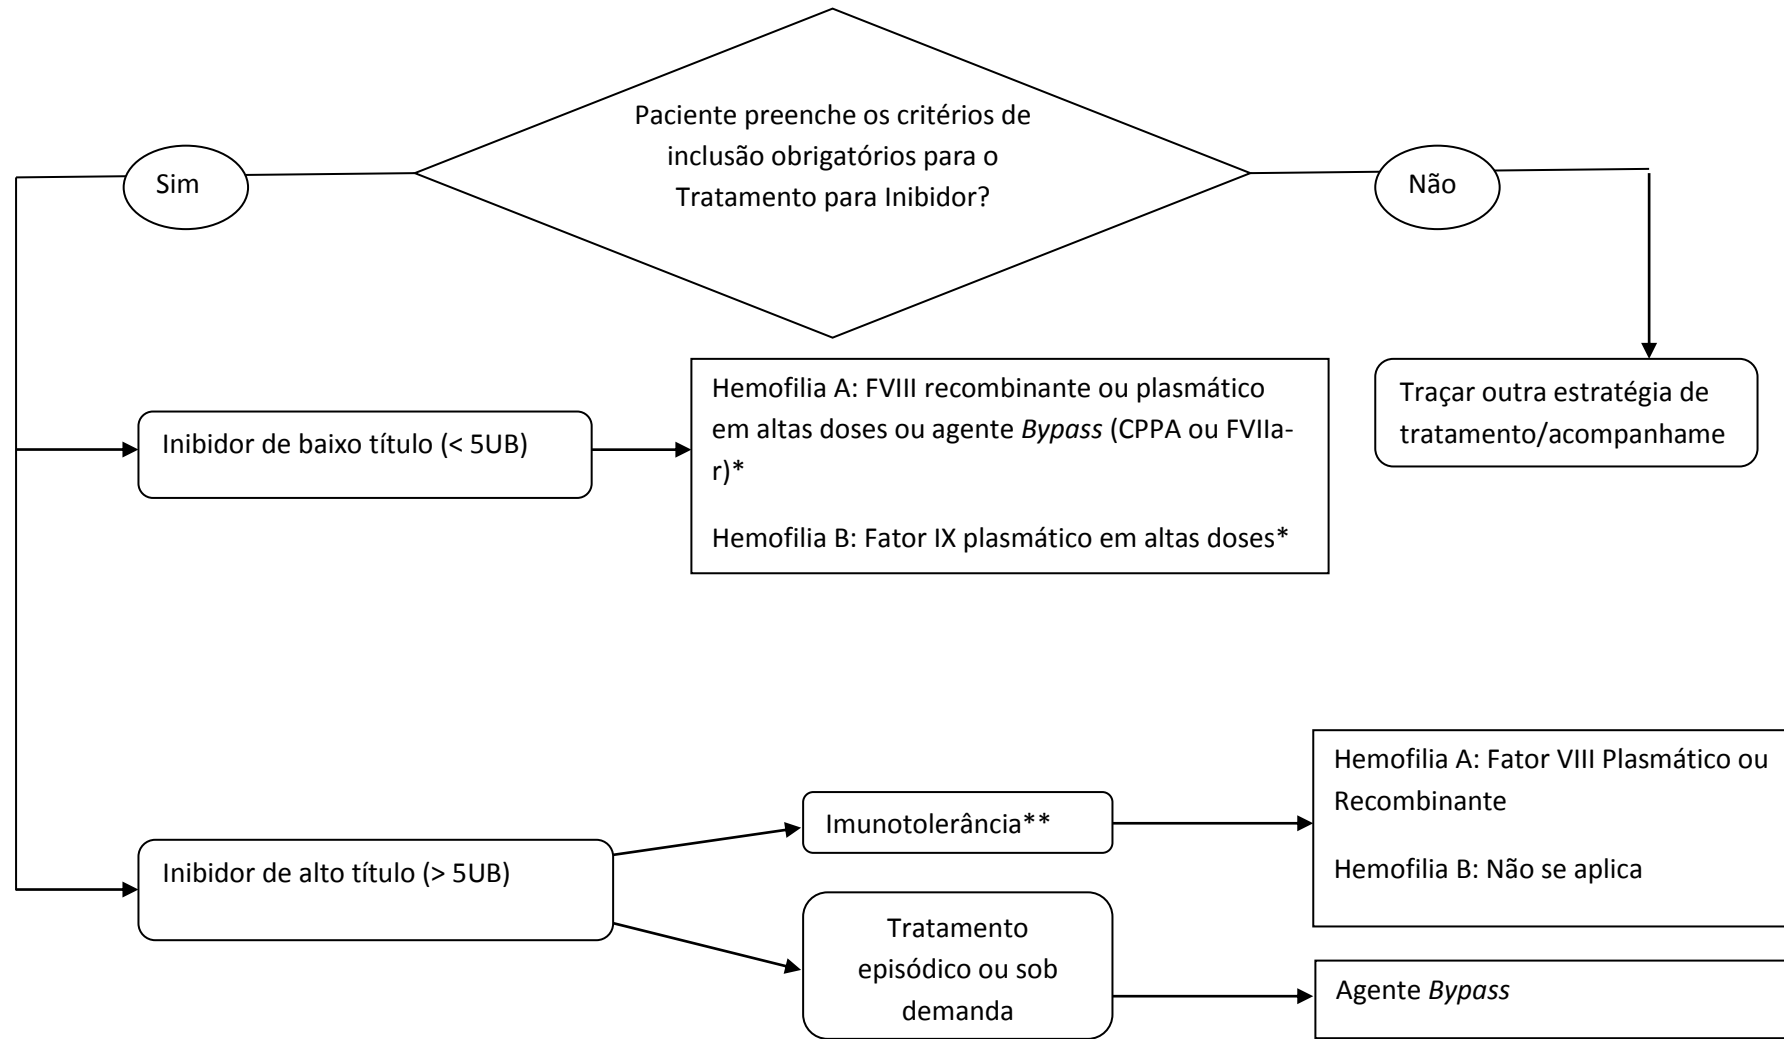 Paciente preenche os critérios de
inclusão obrigatórios para o
Tratamento para Inibidor?
Sim
Não
Hemofilia A: FVIII recombinante ou plasmático
em altas doses ou agente Bypass (CPPA ou FVIIa-
r)*
Hemofilia B: Fator IX plasmático em altas doses*
Traçar outra estratégia de
tratamento/acompanhame
Inibidor de baixo título (< 5UB)
Hemofilia A: Fator VIII Plasmático ou
Recombinante
Hemofilia B: Não se aplica
Imunotolerância**
Inibidor de alto título (> 5UB)
Tratamento
episódico ou sob
demanda
Agente Bypass